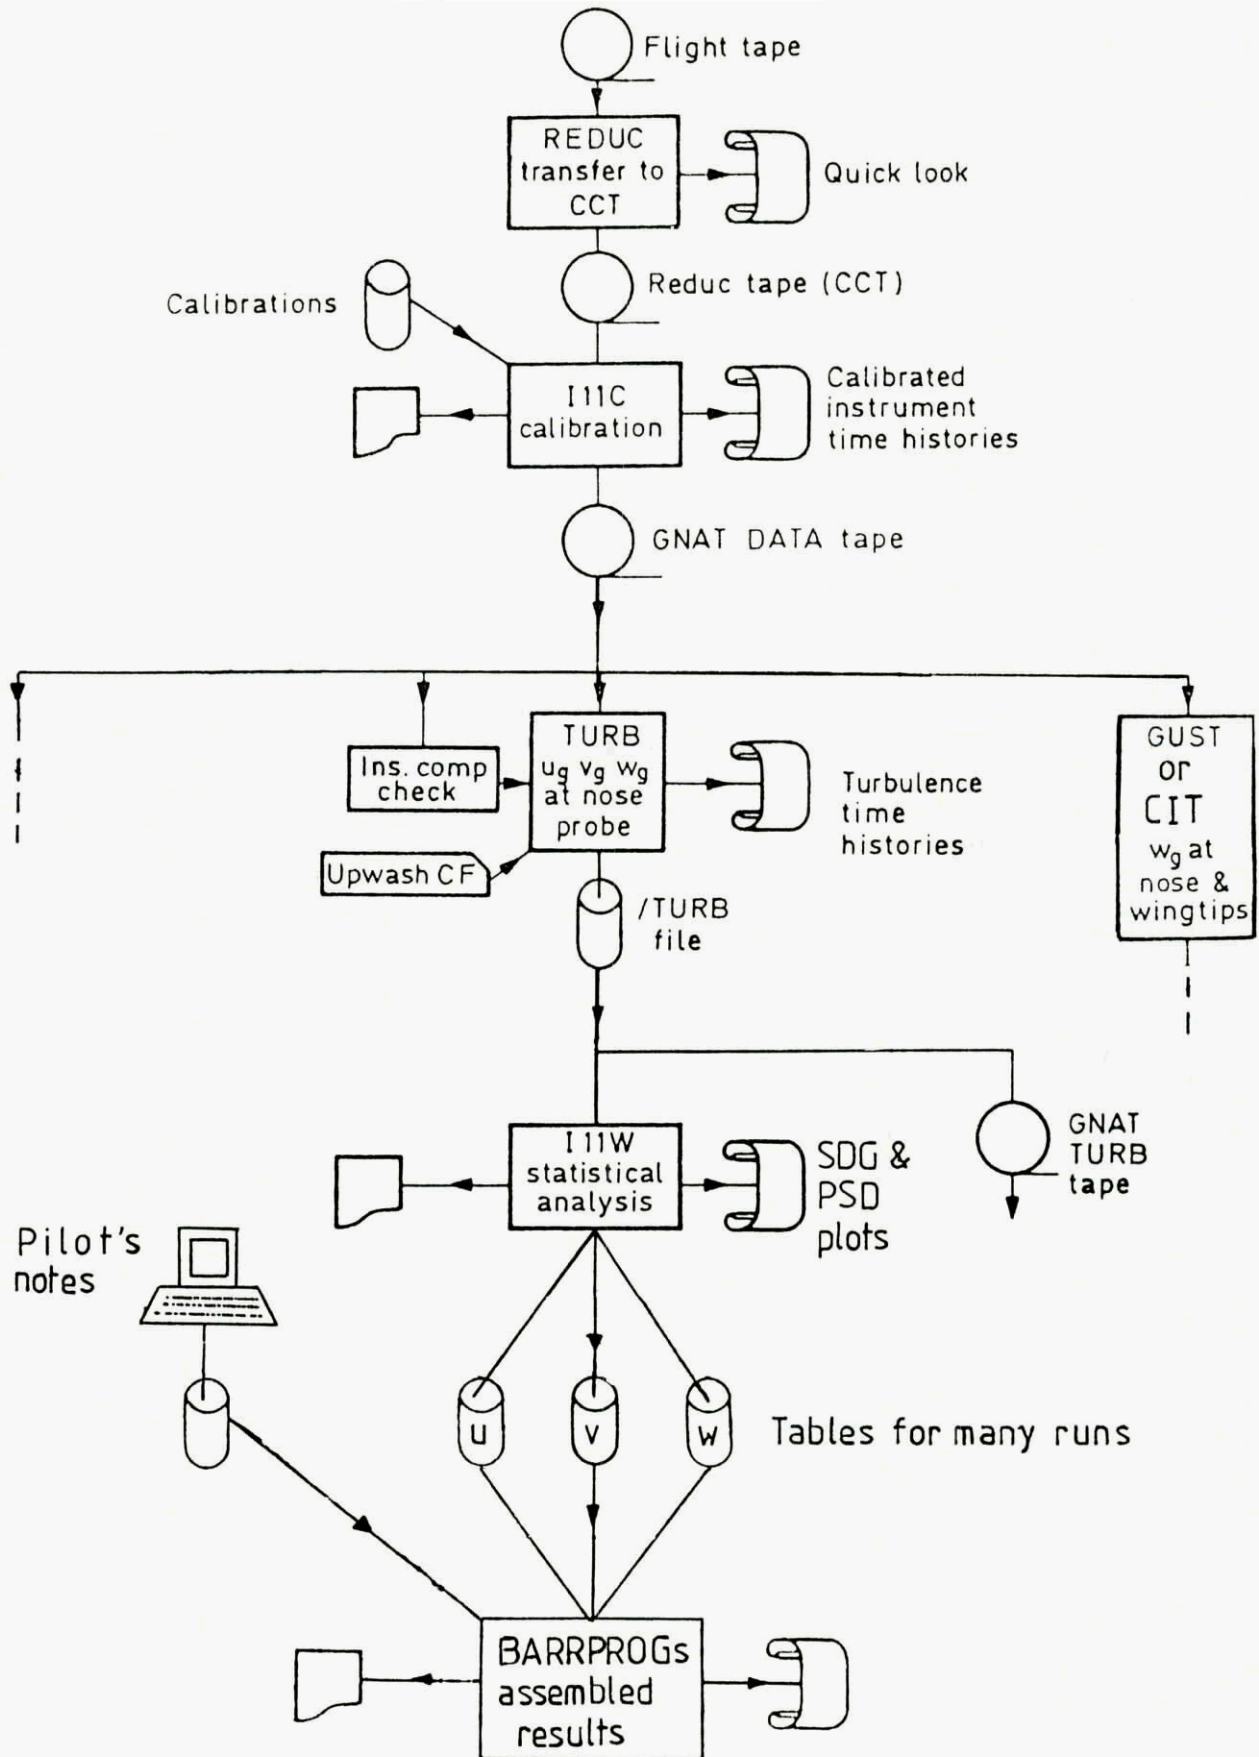 Flight tape
REDUC
transfer to
CCT
Quick look
Reduc tape (CCT)
Calibrations
I11C
calibration
Calibrated
instrument
time histories
GNAT DATA tape
TURB
ug vg wg
at nose
probe
Ins. comp
check
Upwash CF
Turbulence
time
histories
GUST
or
CIT
wg at
nose &
wingtips
/TURB
file
I11W
statistical
analysis
SDG &
PSD
plots
GNAT
TURB
tape
Pilot's
notes
u
v
w
Tables for many runs
BARRPROGs
assembled
results